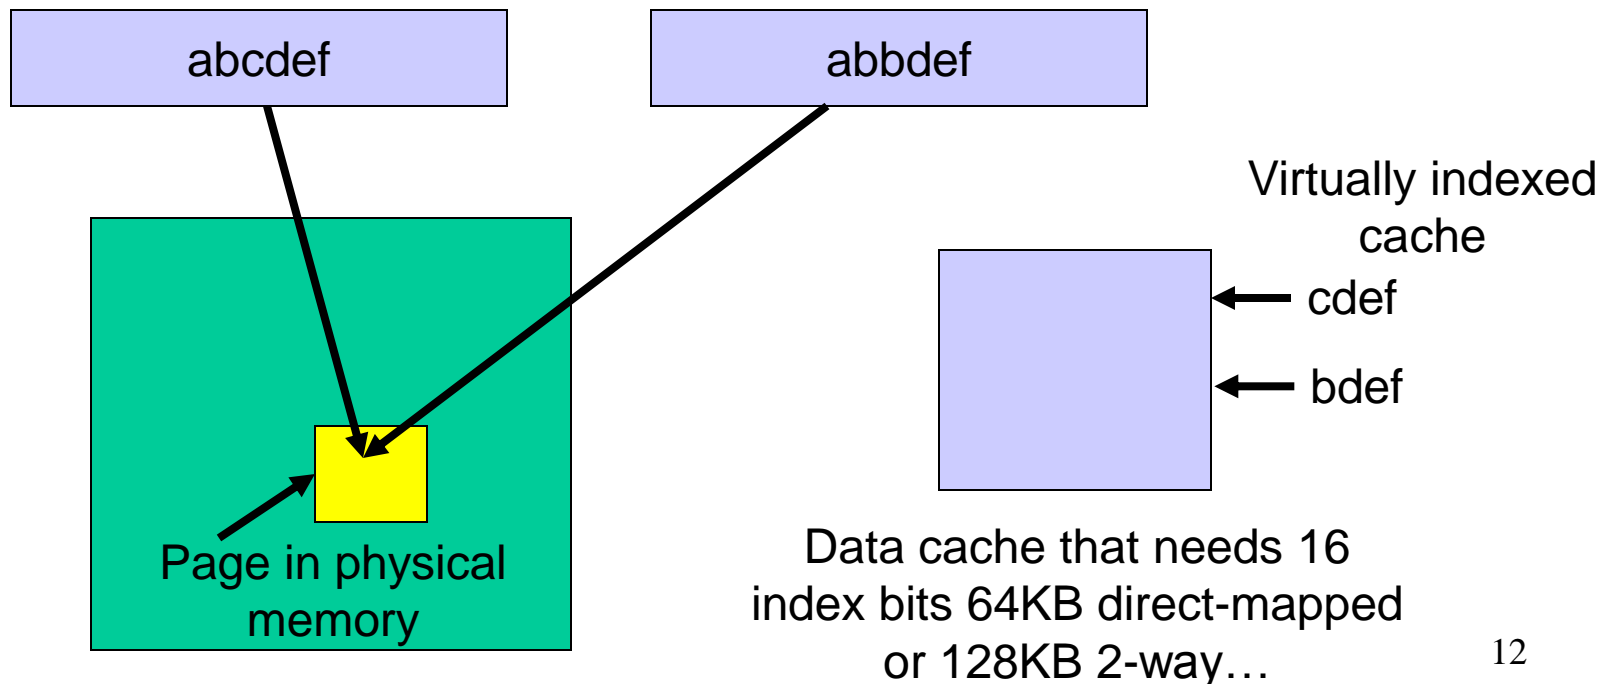 abcdef
abbdef
Virtually indexed
cache
cdef
bdef
Page in physical
memory
Data cache that needs 16
index bits 64KB direct-mapped
or 128KB 2-way…
12